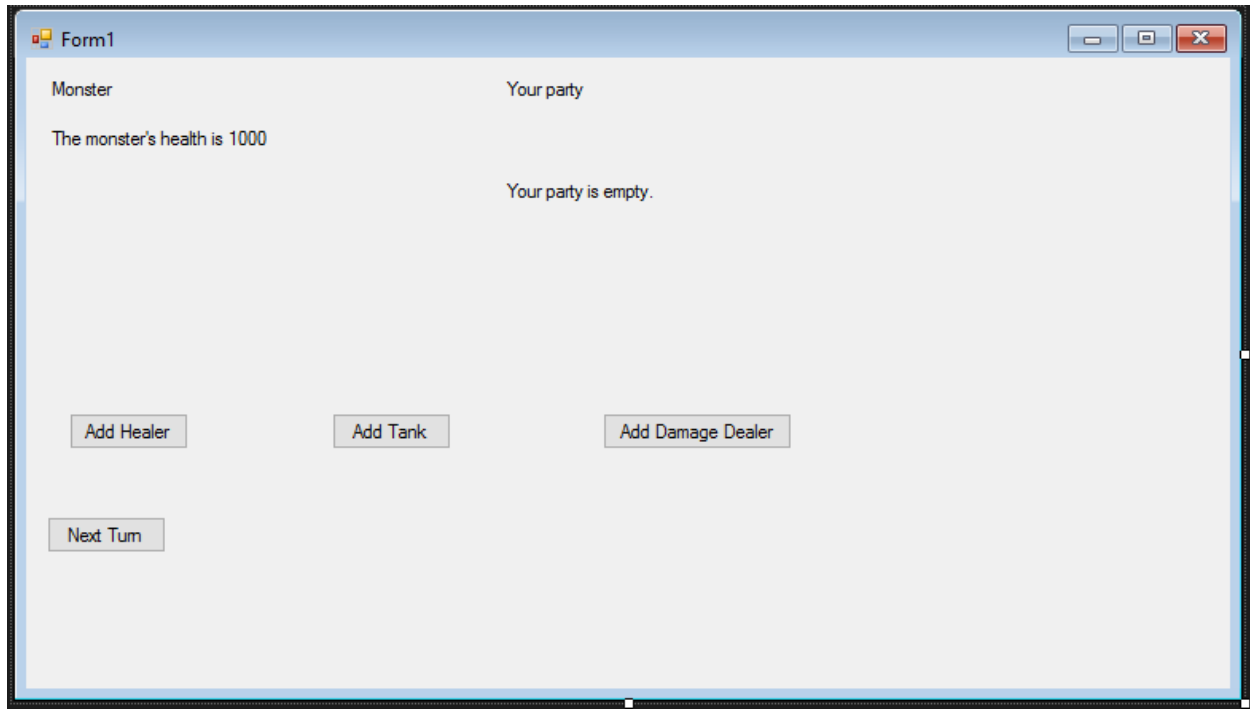 Form1
Monster
Your party
The monster's health is 1000
Your party is empty.
Add Healer
Add Tank
Add Damage Dealer
Next Turn